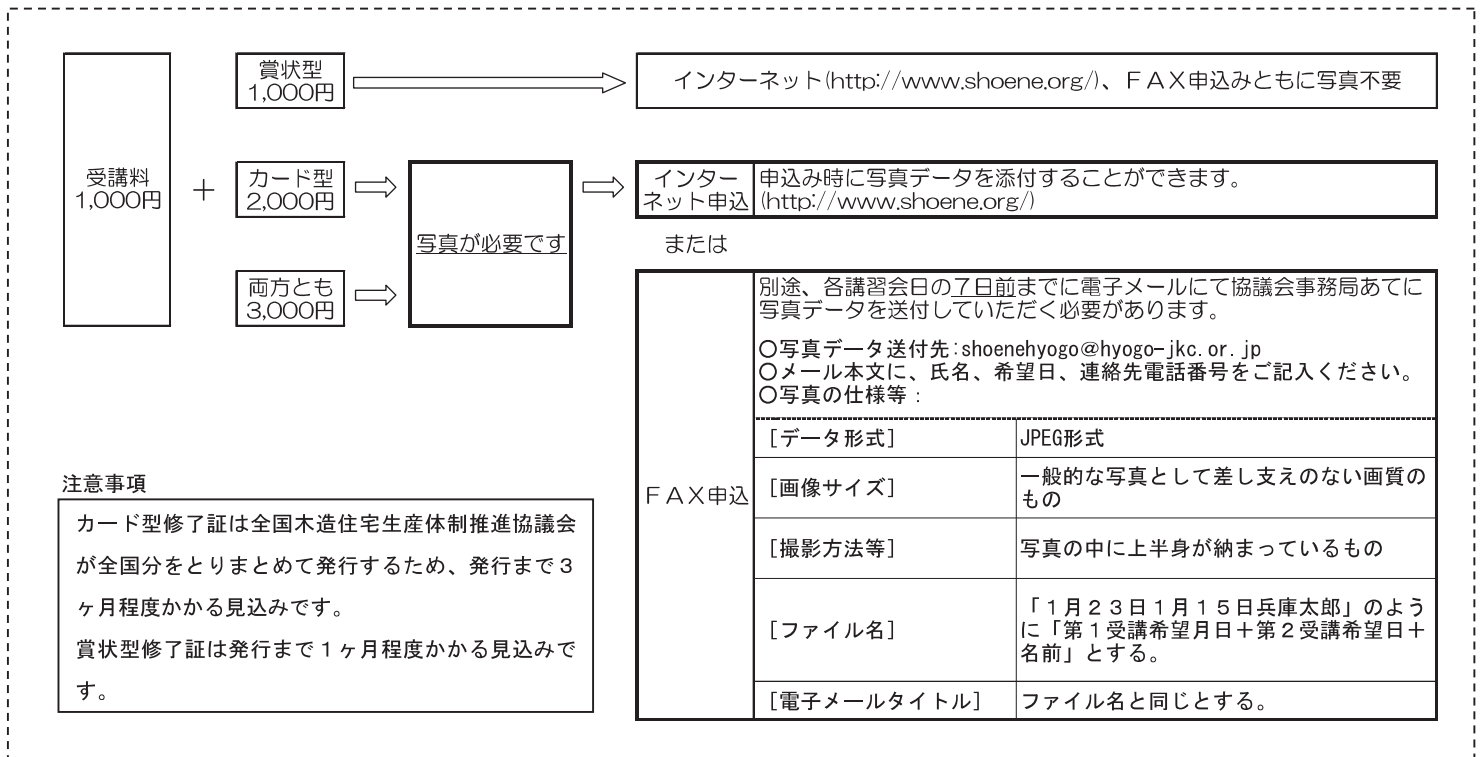 受講料
1,000円
＋
賞状型
1,000円
インターネット(http://www.shoene.org/)、ＦＡＸ申込みともに写真不要
カード型
2,000円
両方とも
3,000円
写真が必要です
インター
ネット申込
申込み時に写真データを添付することができます。
(http://www.shoene.org/)
または
ＦＡＸ申込
別途、各講習会日の７日前までに電子メールにて協議会事務局あてに
写真データを送付していただく必要があります。
〇写真データ送付先:shoenehyogo@hyogo-jkc.or.jp
〇メール本文に、氏名、希望日、連絡先電話番号をご記入ください。
〇写真の仕様等：
[データ形式]
JPEG形式
[画像サイズ]
一般的な写真として差し支えのない画質の
もの
[撮影方法等]
写真の中に上半身が納まっているもの
[ファイル名]
「１月２３日１月１５日兵庫太郎」のよう
に「第１受講希望月日＋第２受講希望日＋
名前」とする。
[電子メールタイトル]
ファイル名と同じとする。
注意事項
カード型修了証は全国木造住宅生産体制推進協議会
が全国分をとりまとめて発行するため、発行まで３
ヶ月程度かかる見込みです。
賞状型修了証は発行まで１ヶ月程度かかる見込みで
す。